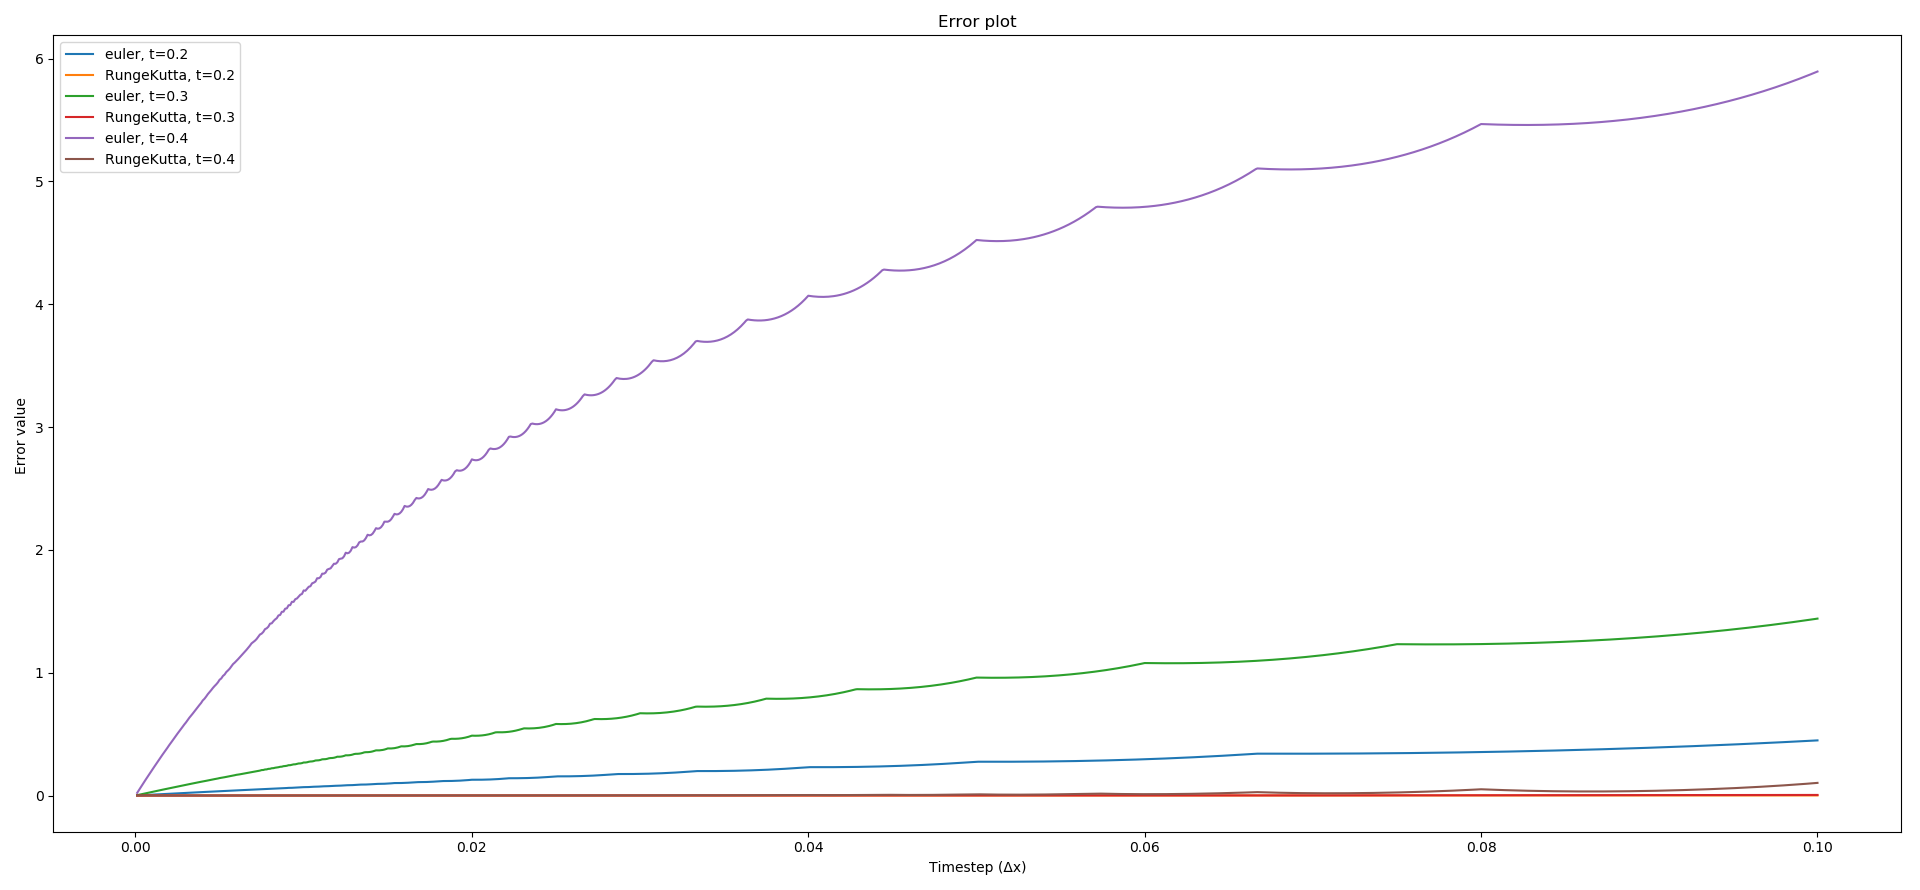 Error plot
euler, t=0.2
RungeKutta, t=0.2
euler, t=0.3
RungeKutta, t=0.3
euler, t=0.4
RungeKutta, t=0.4
6
5
4
3
2
1
0
Error value
0.00 0.02 0.04 0.06 0.08 0.10
Timestep (Δx)